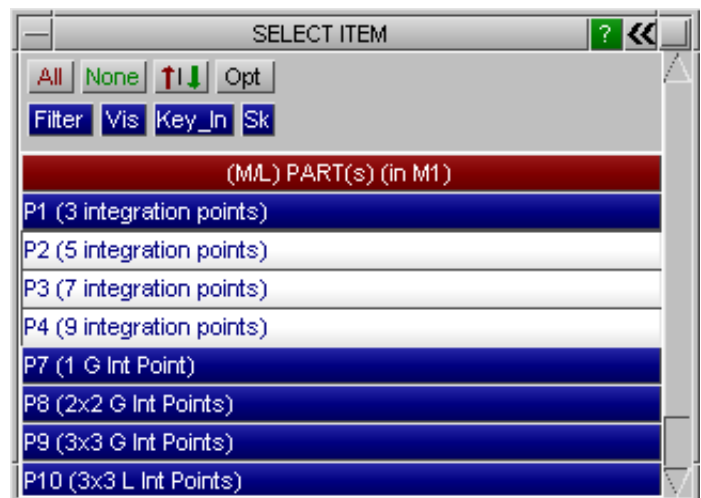 SELECT ITEM ?
All None Opt
Filter Vis Key_In Sk
(M/L) PART(s) (in M1)
P1 (3 integration points)
P2 (5 integration points)
P3 (7 integration points)
P4 (9 integration points)
P7 (1 G Int Point)
P8 (2x2 G Int Points)
P9 (3x3 G Int Points)
P10 (3x3 L Int Points)